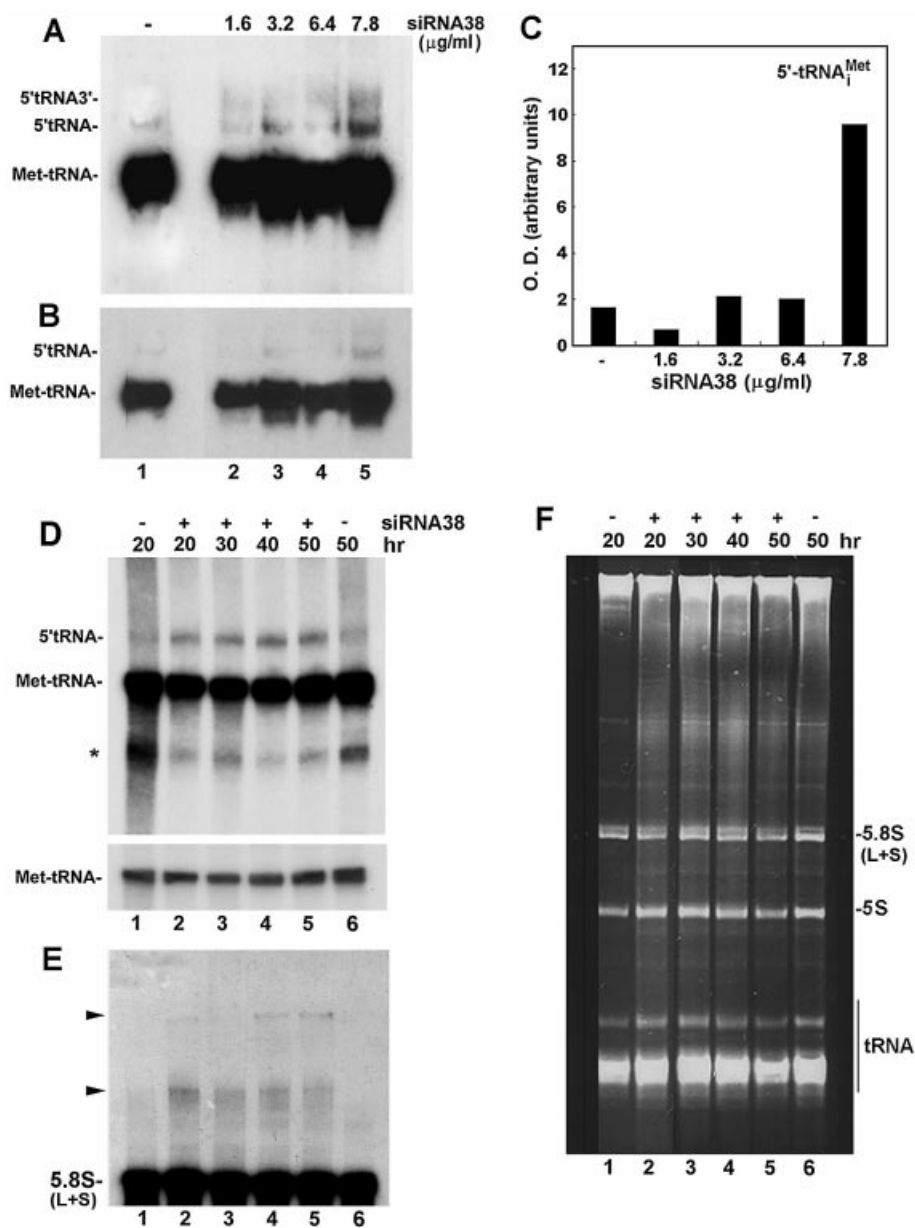 A
- 1.6 3.2 6.4 7.8 siRNA38
(μg/ml)
5'tRNA3'-
5'tRNA-
Met-tRNA-
B
5'tRNA-
Met-tRNA-
1 2 3 4 5
C
5'-tRNAiMet
O. D. (arbitrary units)
12
10
8
6
4
2
0
- 1.6 3.2 6.4 7.8
siRNA38 (μg/ml)
D
- + + + + - siRNA38
20 20 30 40 50 50 hr
5'tRNA-
Met-tRNA-
*
Met-tRNA-
1 2 3 4 5 6
E
5.8S-
(L+S)
1 2 3 4 5 6
F
- + + + + -
20 20 30 40 50 50 hr
-5.8S
(L+S)
-5S
tRNA
1 2 3 4 5 6